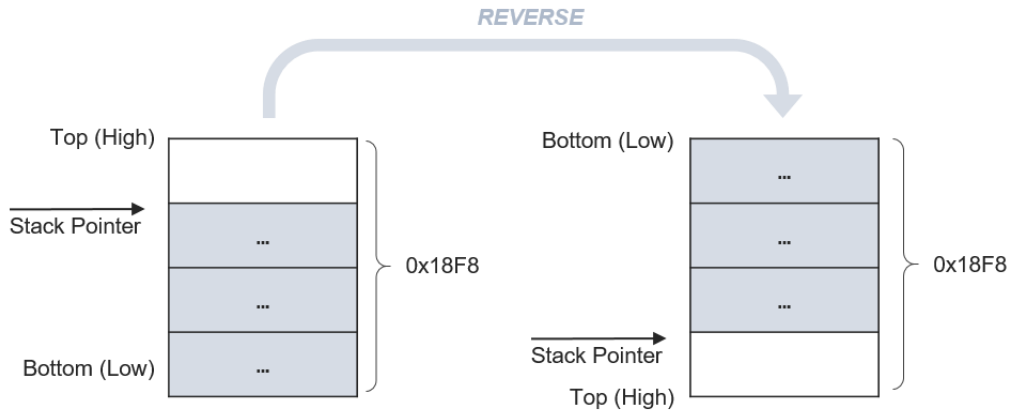 REVERSE
Top (High)
Stack Pointer
...
...
Bottom (Low)
...
0x18F8
Bottom (Low)
...
...
...
Stack Pointer
Top (High)
0x18F8